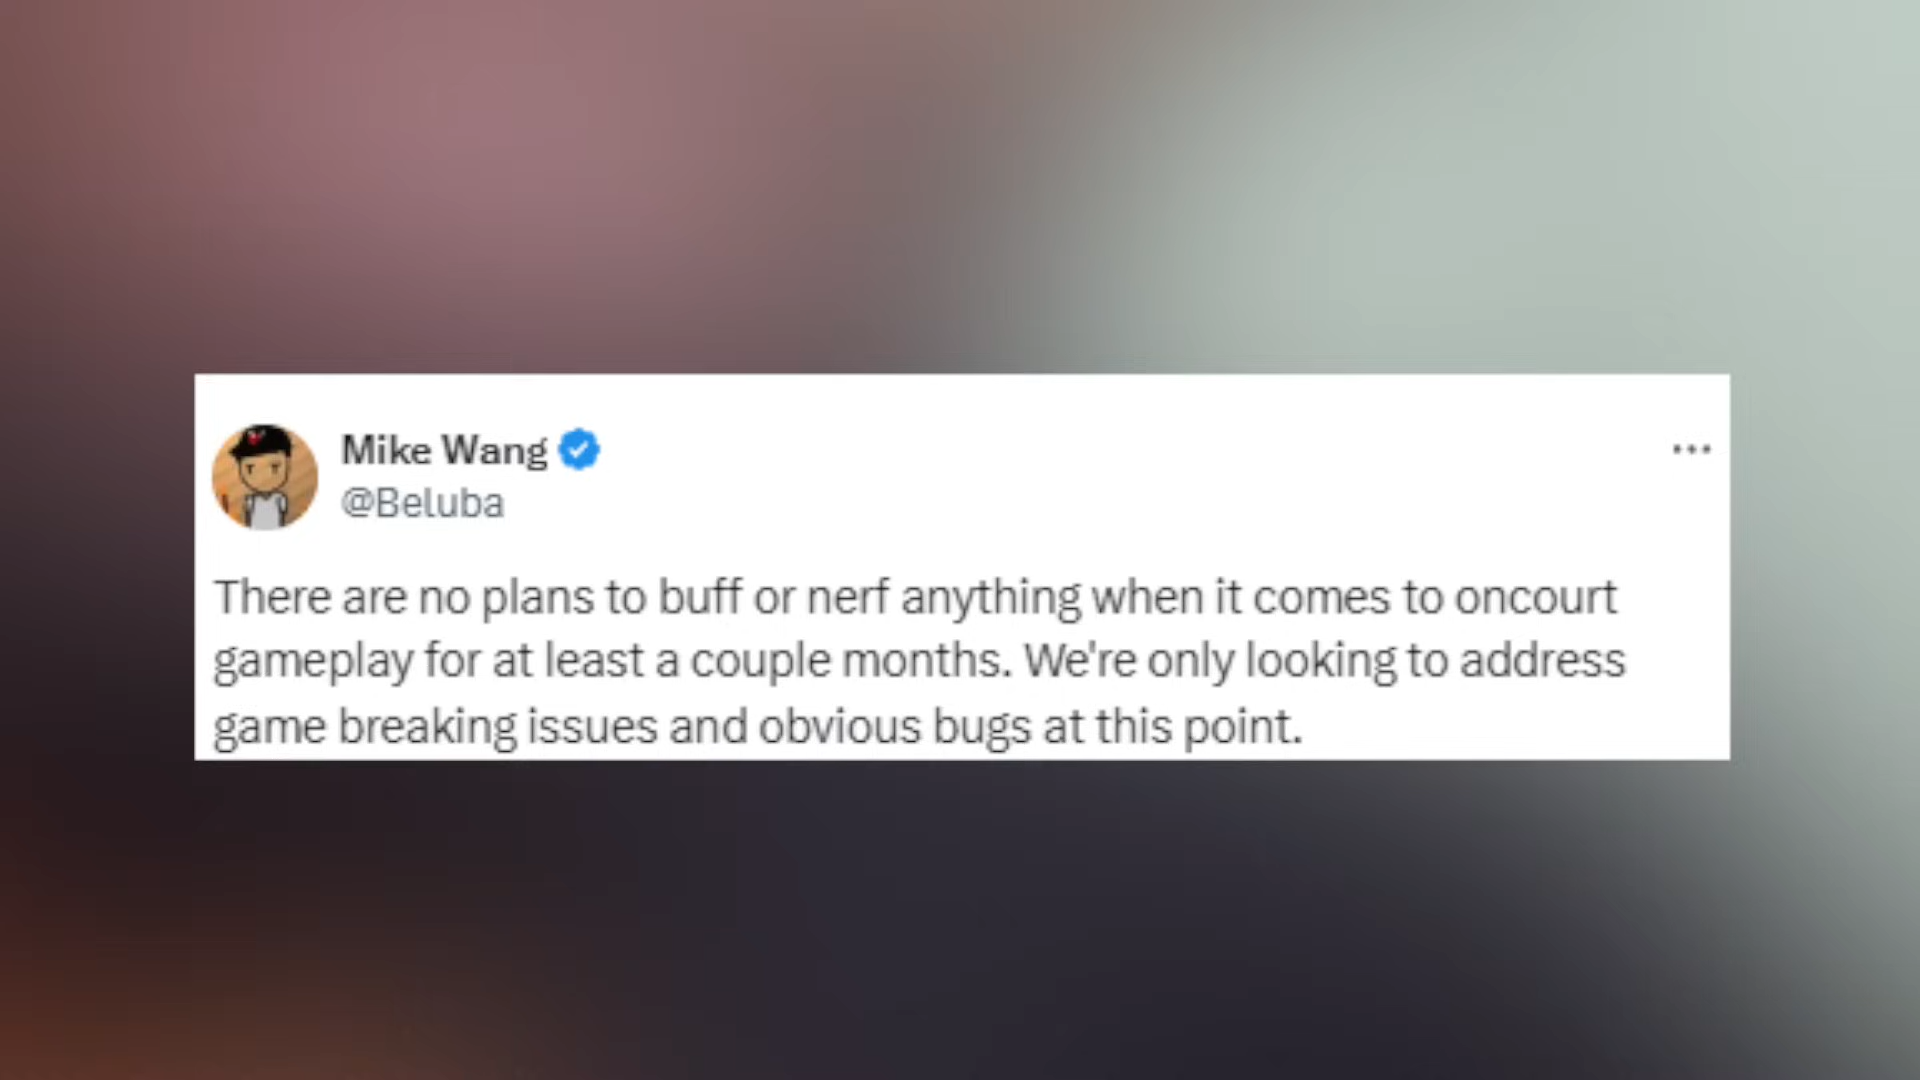 Mike Wang
@Beluba
There are no plans to buff or nerf anything when it comes to oncourt
gameplay for at least a couple months. We're only looking to address
game breaking issues and obvious bugs at this point.